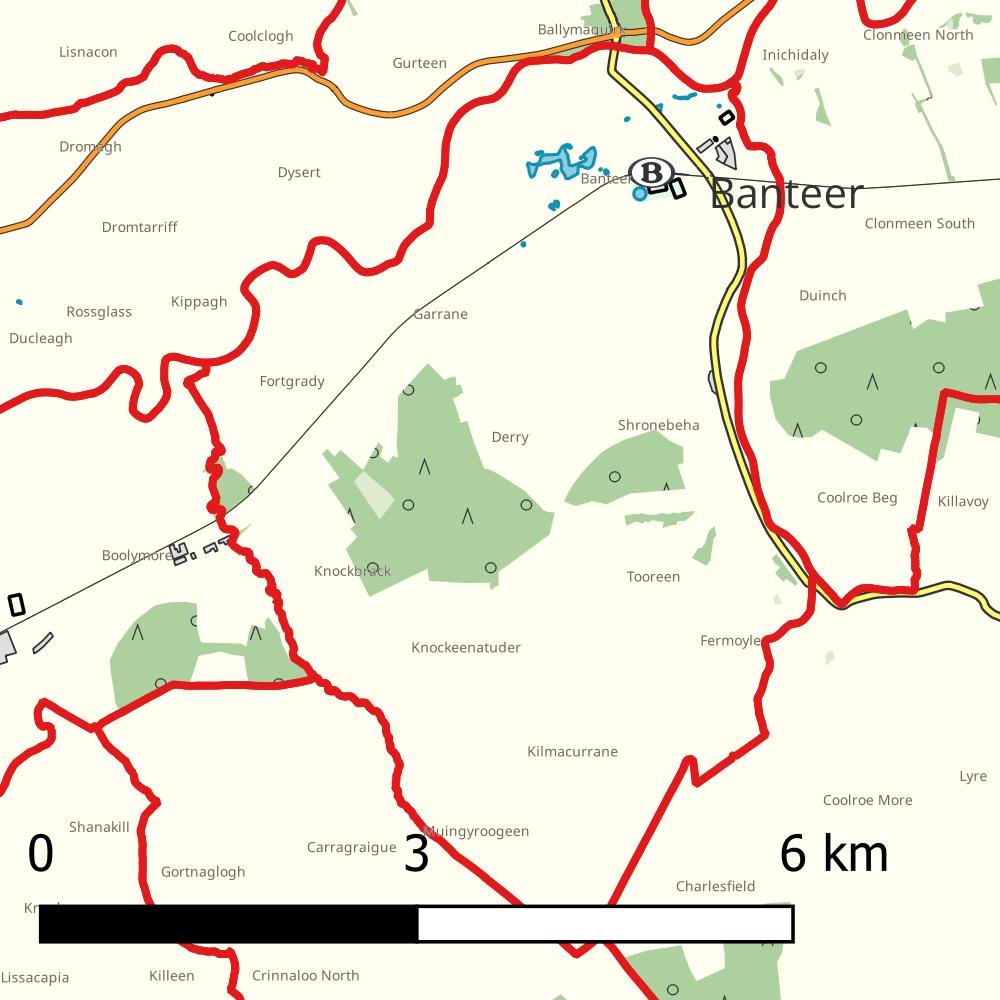 Ballymaquirk
Clonmeen North
Coolclogh
Lisnacon
Inichidaly
Gurteen
Dromagh
Dysert
B
Banteer
Banteer
Dromtarriff
Clonmeen South
Duinch
Kippagh
Rossglass
Garrane
Ducleagh
Fortgrady
Shronebeha
Derry
Coolroe Beg
Killavoy
Boolymore
Knockbrack
Tooreen
Fermoyle
Knockeenatuder
Kilmacurrane
Lyre
Coolroe More
Shanakill
Muingyroogeen
Carragraigue
0
3
6 km
Gortnaglogh
Charlesfield
Lissacapia
Killeen
Crinnaloo North